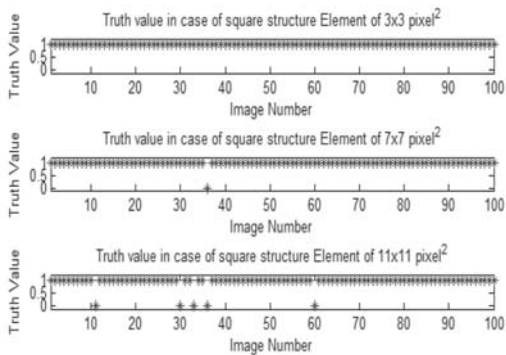 Truth value in case of square structure Element of 3x3 pixel²
Truth Value
1
0.5
0
10 20 30 40 50 60 70 80 90 100
Image Number
Truth value in case of square structure Element of 7x7 pixel²
Truth Value
1
0.5
0
10 20 30 40 50 60 70 80 90 100
Image Number
Truth value in case of square structure Element of 11x11 pixel²
Truth Value
1
0.5
0
10 20 30 40 50 60 70 80 90 100
Image Number